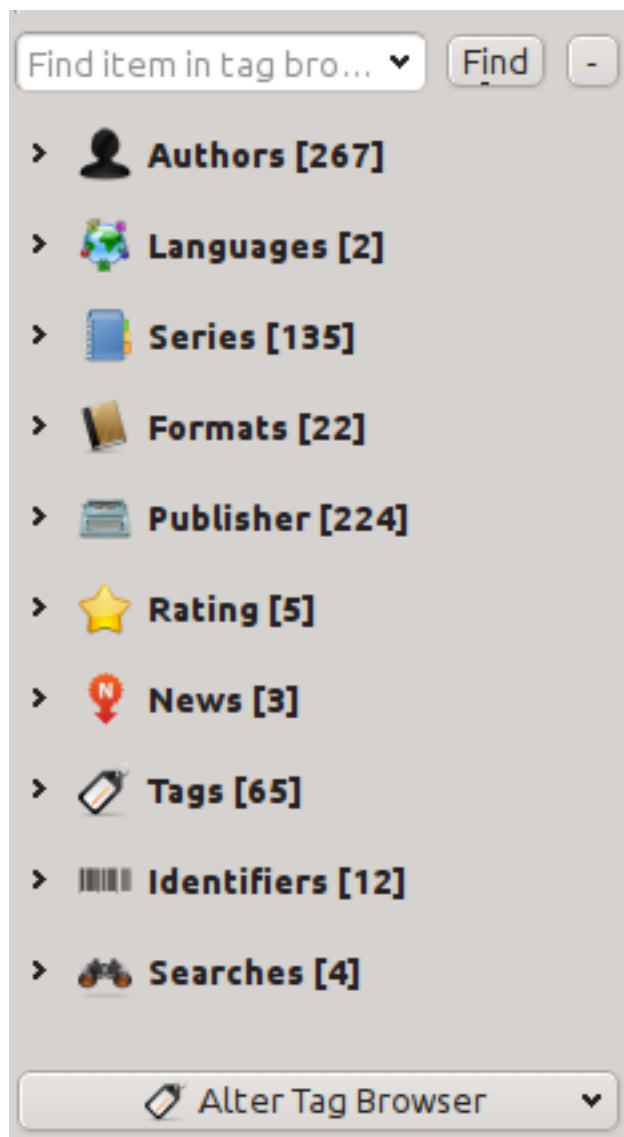 Find item in tag bro... Find -
Authors [267]
Languages [2]
Series [135]
Formats [22]
Publisher [224]
Rating [5]
N
News [3]
Tags [65]
Identifiers [12]
Searches [4]
Alter Tag Browser